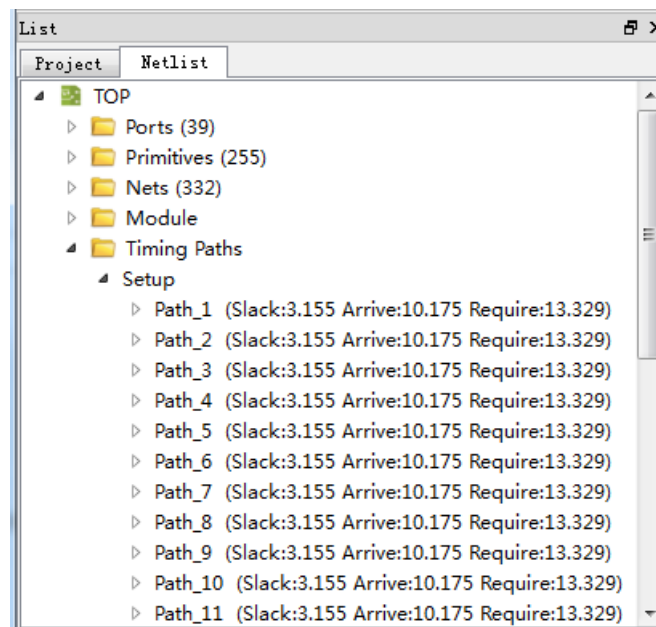 List
Project Netlist
TOP
Ports (39)
Primitives (255)
Nets (332)
Module
Timing Paths
Setup
Path_1 (Slack:3.155 Arrive:10.175 Require:13.329)
Path_2 (Slack:3.155 Arrive:10.175 Require:13.329)
Path_3 (Slack:3.155 Arrive:10.175 Require:13.329)
Path_4 (Slack:3.155 Arrive:10.175 Require:13.329)
Path_5 (Slack:3.155 Arrive:10.175 Require:13.329)
Path_6 (Slack:3.155 Arrive:10.175 Require:13.329)
Path_7 (Slack:3.155 Arrive:10.175 Require:13.329)
Path_8 (Slack:3.155 Arrive:10.175 Require:13.329)
Path_9 (Slack:3.155 Arrive:10.175 Require:13.329)
Path_10 (Slack:3.155 Arrive:10.175 Require:13.329)
Path_11 (Slack:3.155 Arrive:10.175 Require:13.329)